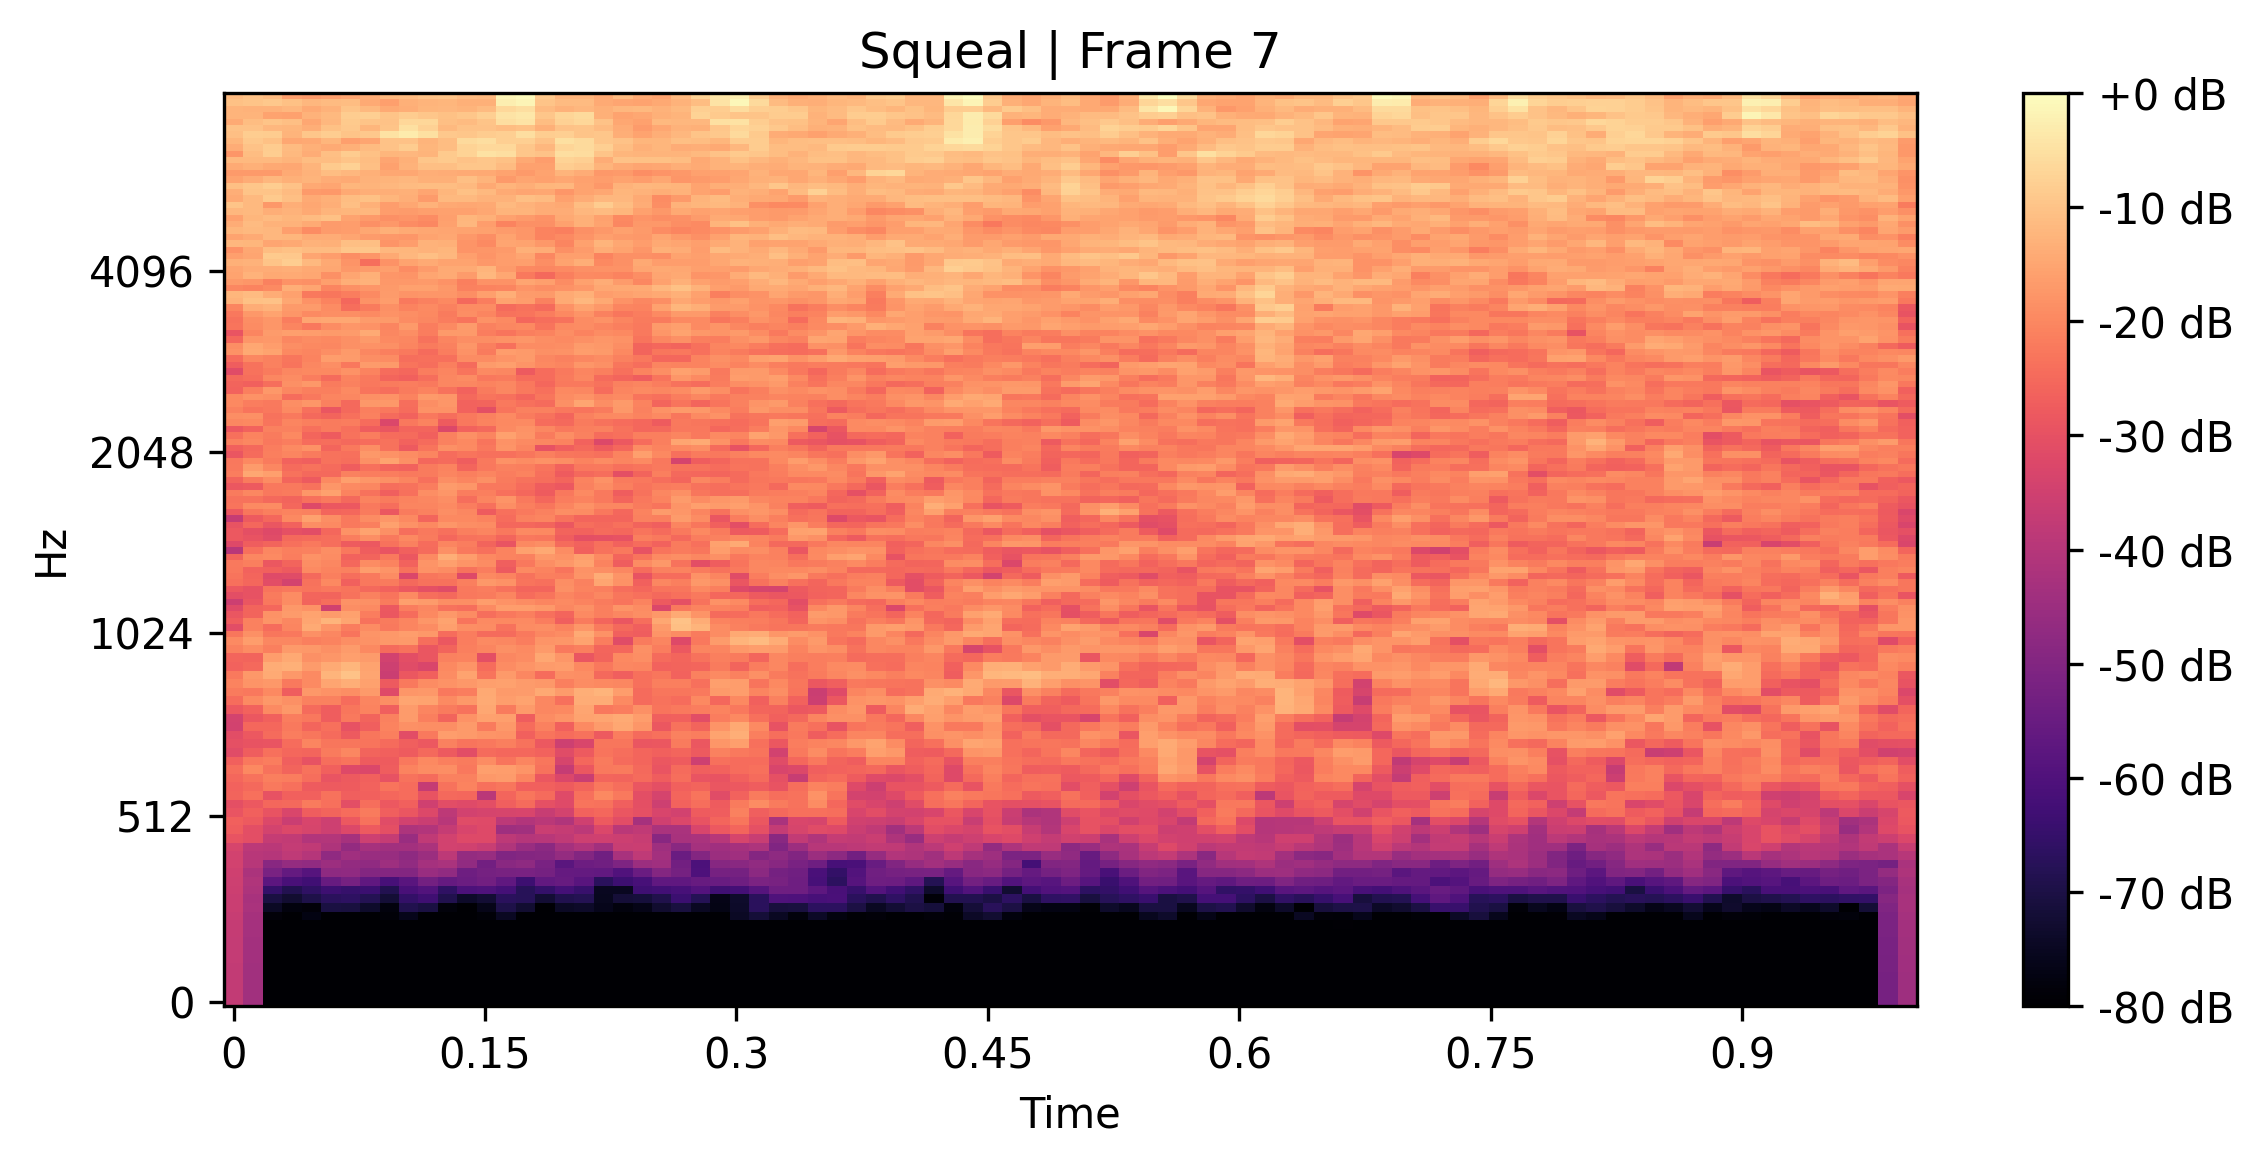 Squeal | Frame 7
+0 dB
-10 dB
-20 dB
-30 dB
-40 dB
-50 dB
-60 dB
-70 dB
-80 dB
Hz
4096
2048
1024
512
0
0 0.15 0.3 0.45 0.6 0.75 0.9
Time